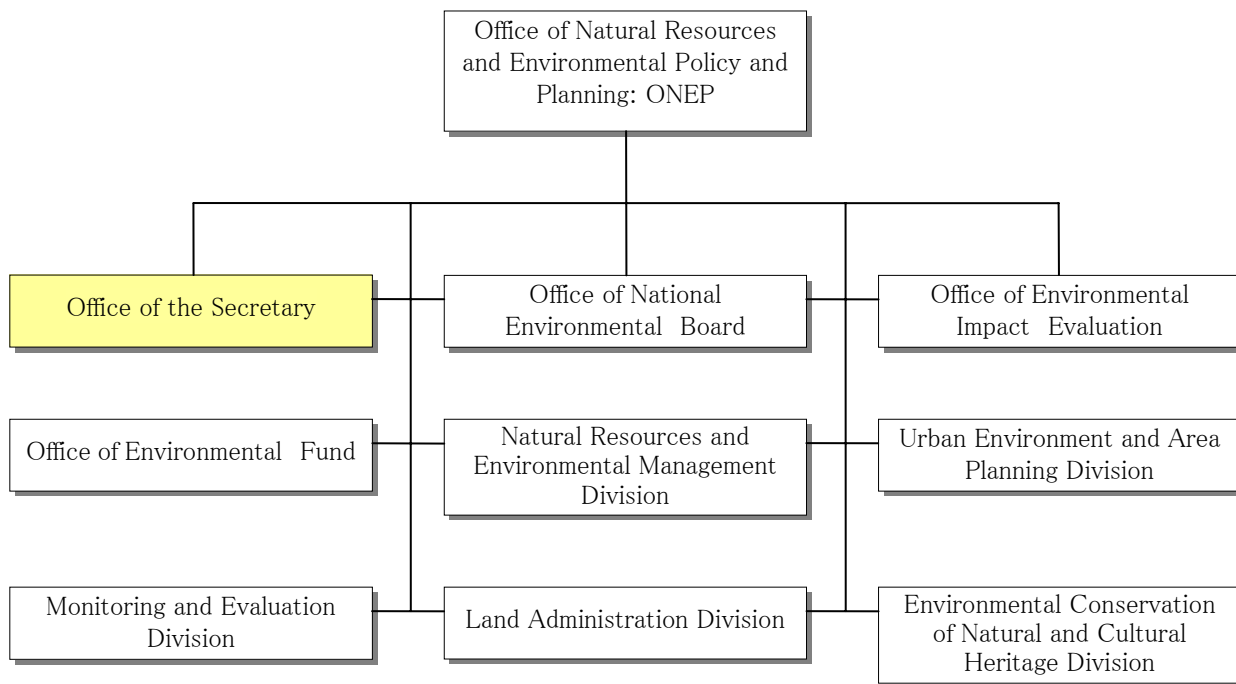 Office of Natural Resources
and Environmental Policy and
Planning: ONEP
Office of the Secretary
Office of National
Environmental Board
Office of Environmental
Impact Evaluation
Office of Environmental Fund
Natural Resources and
Environmental Management
Division
Urban Environment and Area
Planning Division
Monitoring and Evaluation
Division
Land Administration Division
Environmental Conservation
of Natural and Cultural
Heritage Division